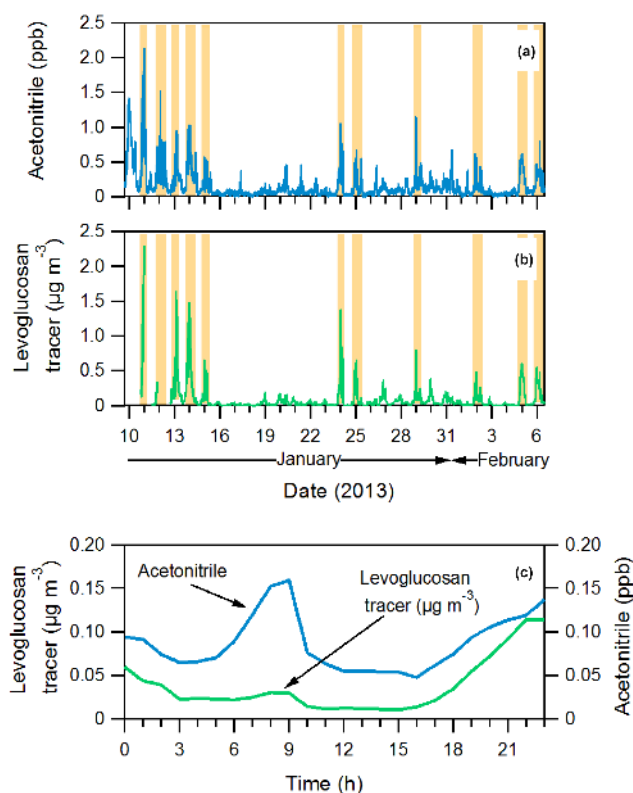 2.5
2.0
1.5
1.0
0.5
0
Acetonitrile (ppb)
(a)
2.5
2.0
1.5
1.0
0.5
0
Levoglucosan
tracer (µg m⁻³)
(b)
10 13 16 19 22 25 28 31 3 6
January February
Date (2013)
0.20
0.15
0.10
0.05
0
Levoglucosan
tracer (µg m⁻³)
Acetonitrile
Levoglucosan
tracer (µg m⁻³)
(c)
0.20
0.15
0.10
0.05
0
Acetonitrile (ppb)
0 3 6 9 12 15 18 21
Time (h)